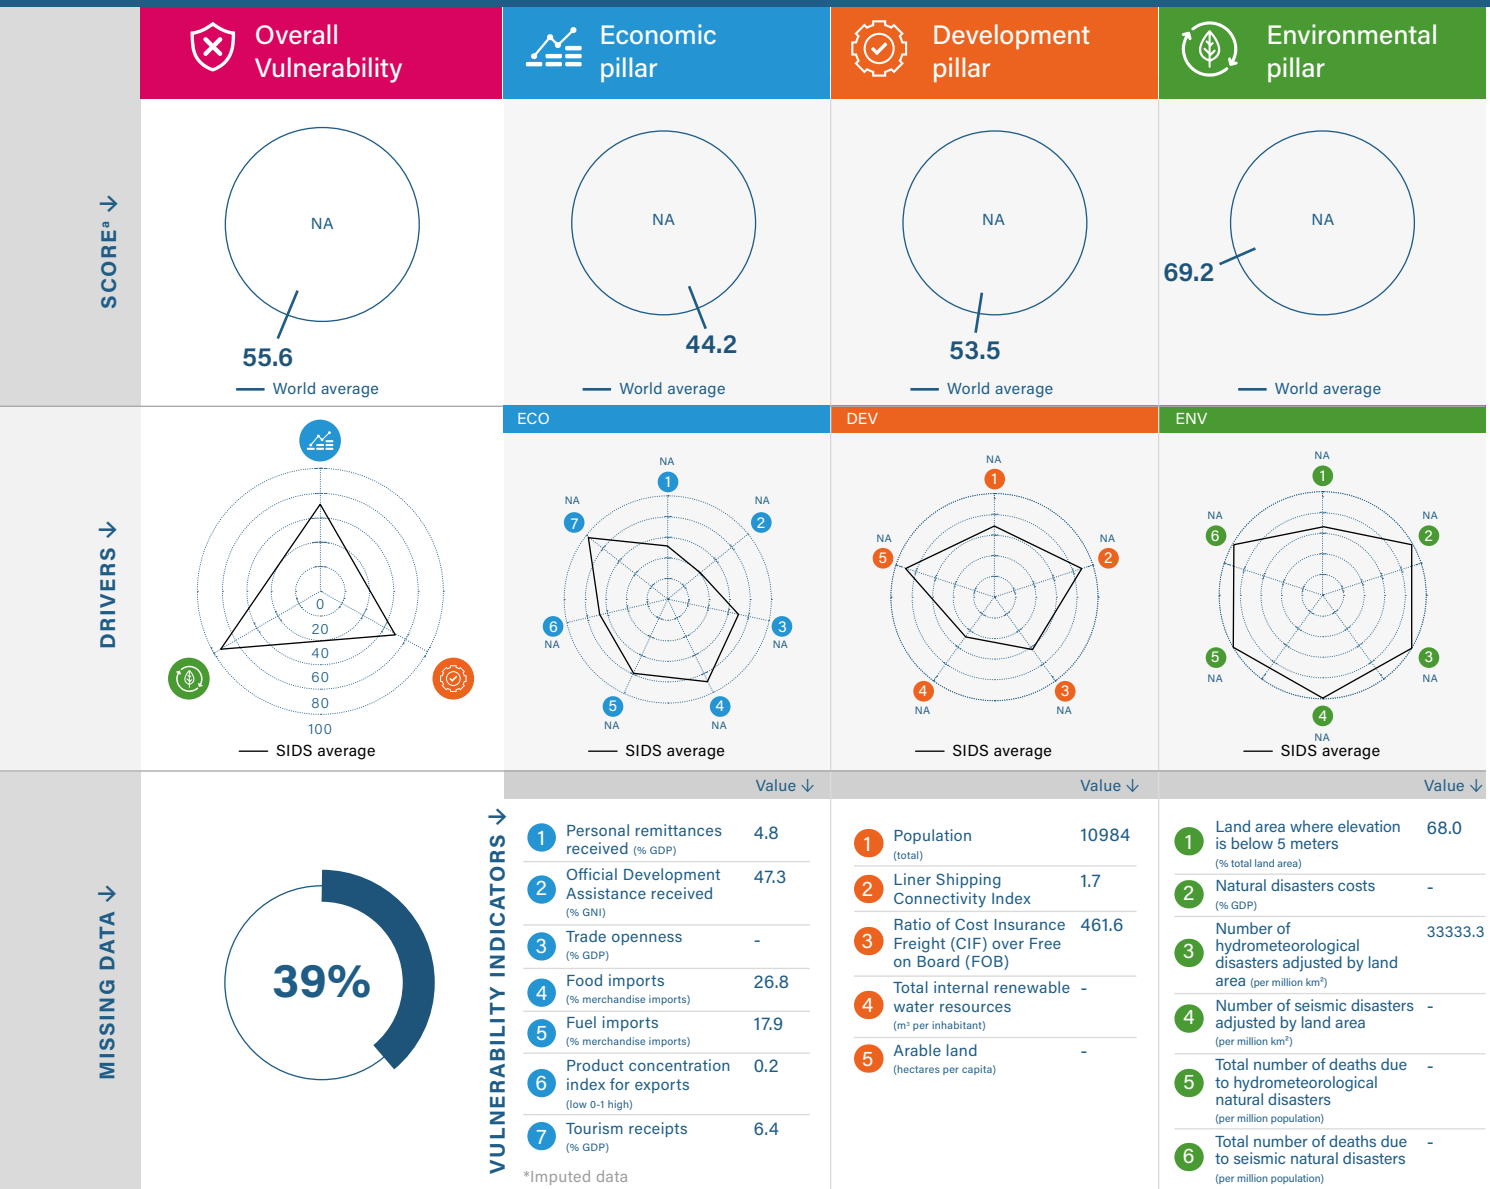 Overall
Vulnerability
Economic
pillar
Development
pillar
Environmental
pillar
SCOREª →
NA
55.6
World average
NA
44.2
World average
NA
53.5
World average
NA
69.2
World average
DRIVERS →
0
20
40
60
80
100
SIDS average
ECO
NA
1
NA
2
3
NA
4
NA
5
NA
6
NA
NA
7
SIDS average
DEV
NA
1
NA
2
3
NA
4
NA
NA
5
SIDS average
ENV
NA
1
NA
2
3
NA
4
NA
5
NA
NA
6
SIDS average
MISSING DATA →
39%
VULNERABILITY INDICATORS →
Value ↓
1 Personal remittances 4.8
received (% GDP)
2 Official Development 47.3
Assistance received
(% GNI)
3 Trade openness -
(% GDP)
4 Food imports 26.8
(% merchandise imports)
5 Fuel imports 17.9
(% merchandise imports)
6 Product concentration 0.2
index for exports
(low 0-1 high)
7 Tourism receipts 6.4
(% GDP)
*Imputed data
Value ↓
1 Population 10984
(total)
2 Liner Shipping 1.7
Connectivity Index
3 Ratio of Cost Insurance 461.6
Freight (CIF) over Free
on Board (FOB)
4 Total internal renewable -
water resources
(m³ per inhabitant)
5 Arable land -
(hectares per capita)
Value ↓
1 Land area where elevation 68.0
is below 5 meters
(% total land area)
2 Natural disasters costs -
(% GDP)
3 Number of 33333.3
hydrometeorological
disasters adjusted by land
area (per million km²)
4 Number of seismic disasters -
adjusted by land area
(per million km²)
5 Total number of deaths due -
to hydrometeorological
natural disasters
(per million population)
6 Total number of deaths due -
to seismic natural disasters
(per million population)